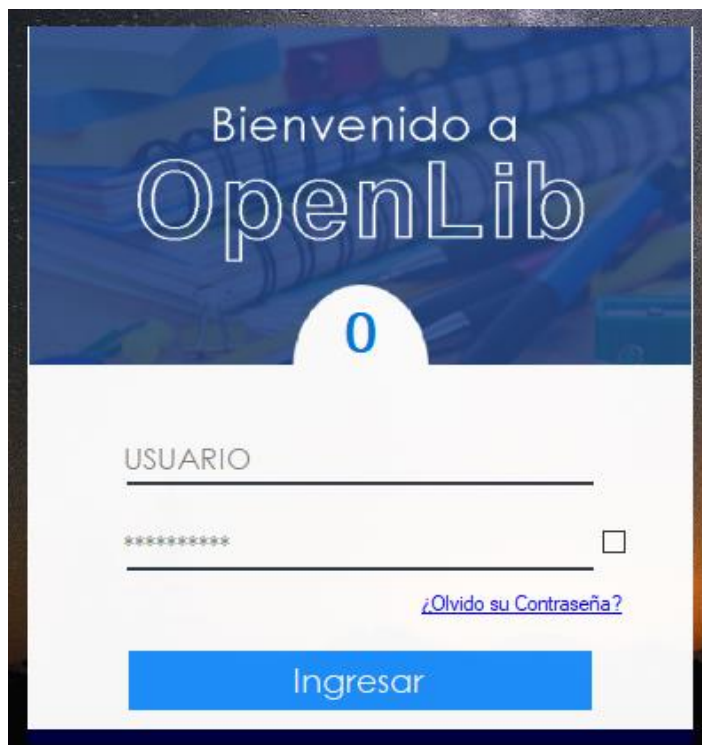 Bienvenido a
OpenLib
0
USUARIO
**********
¿Olvido su Contraseña?
Ingresar